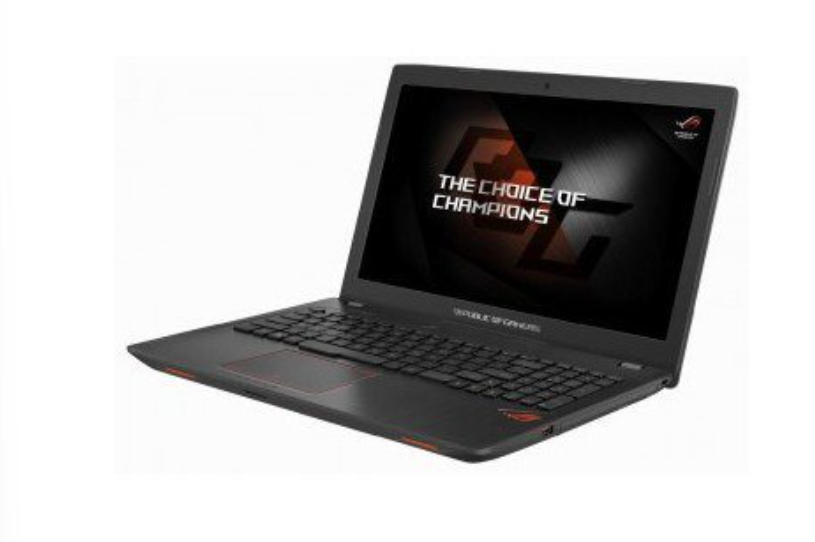 THE CHOICE OF
CHAMPIONS
REPUBLIC OF GAMERS